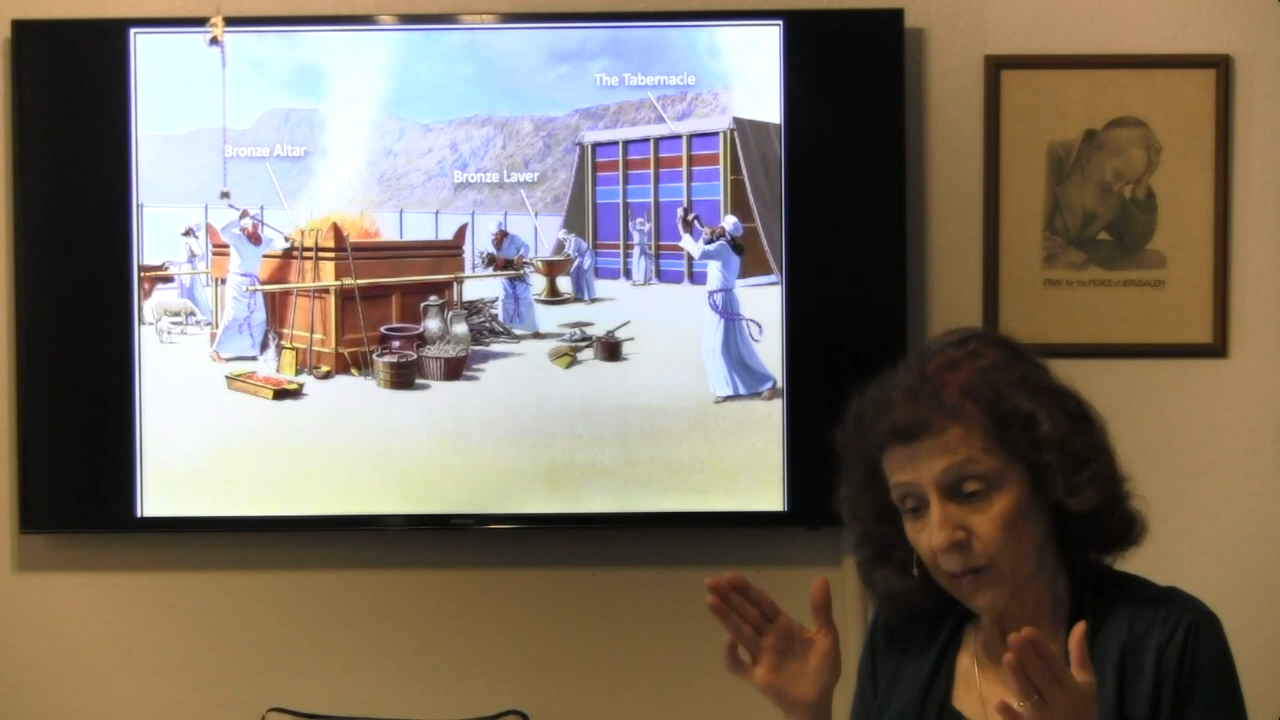 The Tabernacle
Bronze Altar
Bronze Laver
PRAY for the PEACE of JERUSALEM